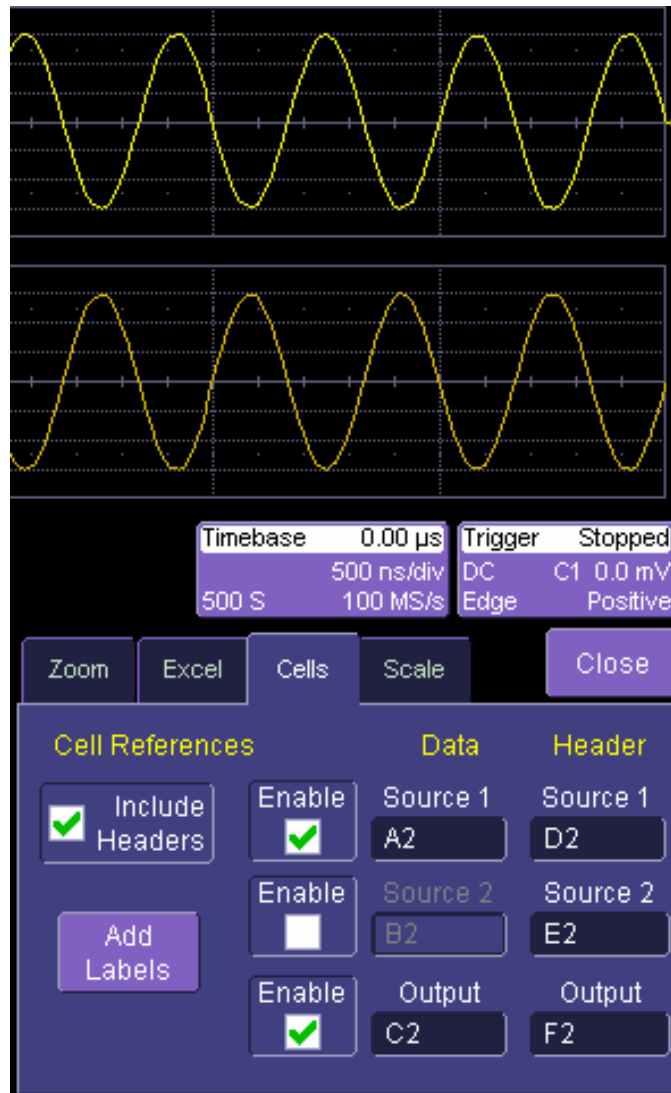 Timebase 0.00 µs
500 ns/div
500 S 100 MS/s
Trigger Stopped
DC C1 0.0 mV
Edge Positive
Zoom Excel Cells Scale Close
Cell References Data Header
Include Headers
Enable
Source 1
A2
Source 1
D2
Enable
Source 2
B2
Source 2
E2
Add Labels
Enable
Output
C2
Output
F2